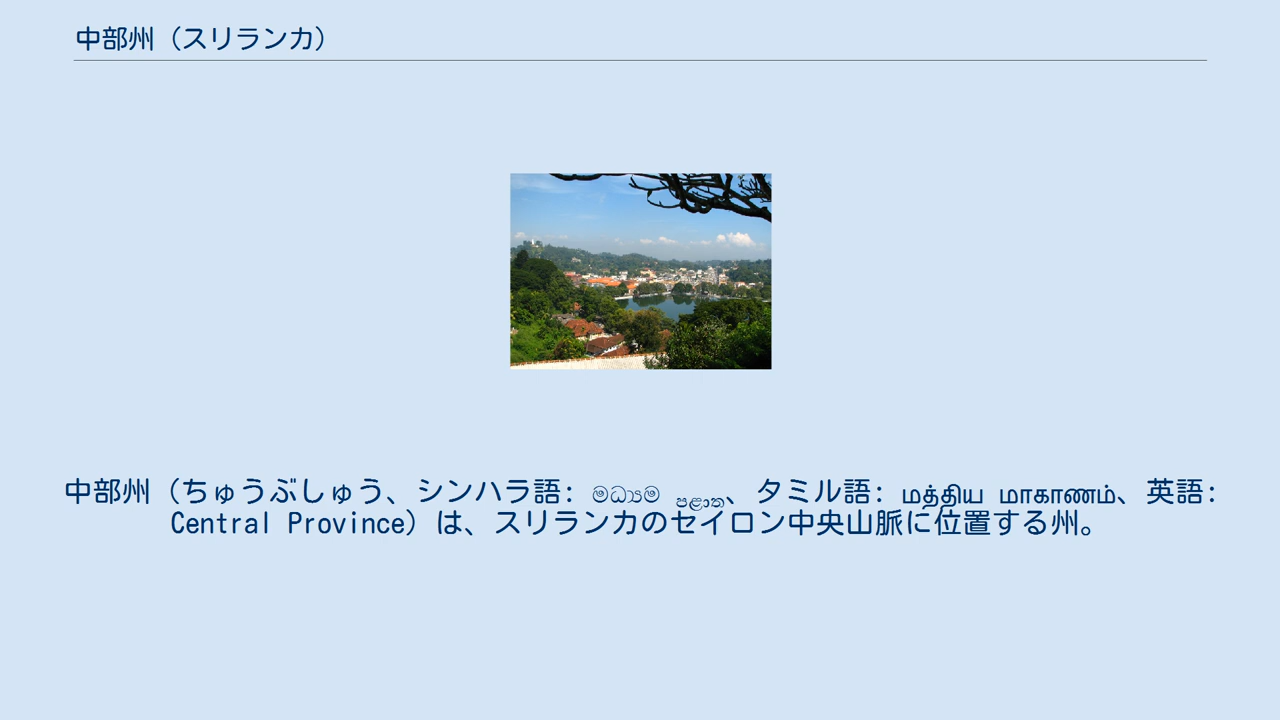 中部州（スリランカ）
中部州（ちゅうぶしゅう、シンハラ語: මධ්‍යම පළාත、タミル語: மத்திய மாகாணம்、英語:
Central Province）は、スリランカのセイロン中央山脈に位置する州。